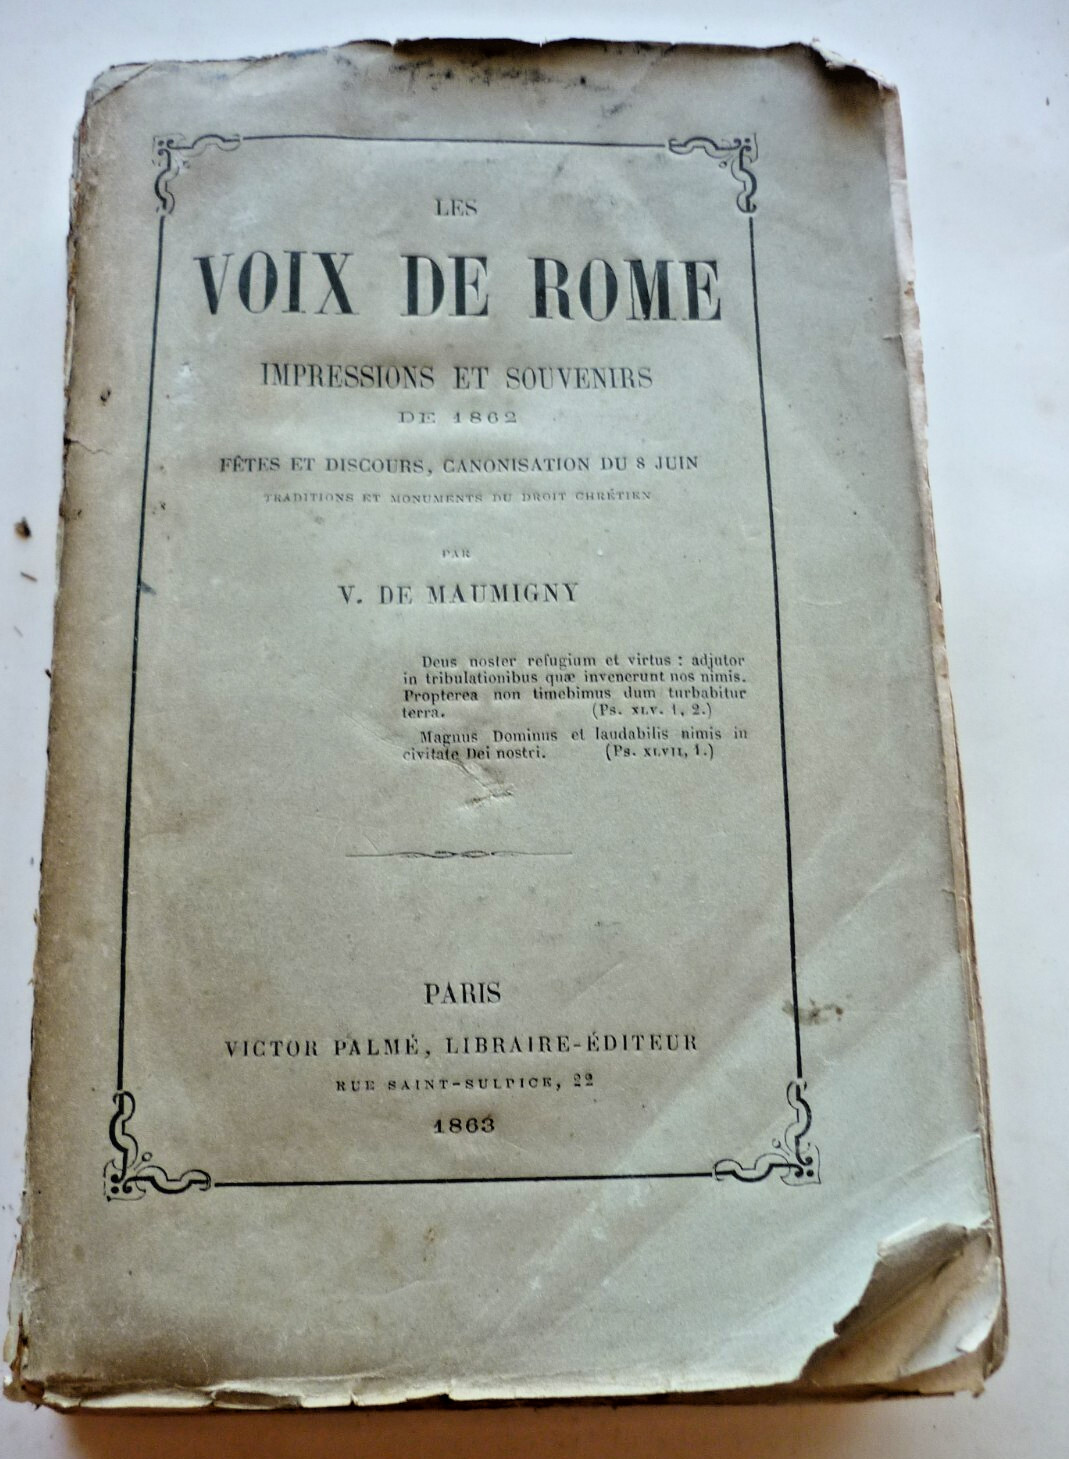 LES
VOIX DE ROME
IMPRESSIONS ET SOUVENIRS
DE 1862
FÊTES ET DISCOURS, CANONISATION DU 8 JUIN
TRADITIONS ET MONUMENTS DU DROIT CHRÉTIEN
PAR
V. DE MAUMIGNY
Deus noster refugium et virtus : adjutor
in tribulationibus quæ invenerunt nos nimis.
Propterea non timebimus dum turbabitur
terra. (Ps. XLV. 1, 2.)
Magnus Dominus et laudabilis nimis in
civitate Dei nostri. (Ps. XLVII, 1.)
PARIS
VICTOR PALMÉ, LIBRAIRE-ÉDITEUR
RUE SAINT-SULPICE, 22
1863